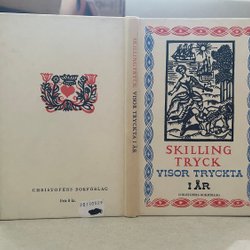 CHRISTOFERS BOKFÖRLAG
SKILLINGTRYCK VISOR TRYCKTA I ÅR
SKILLING
TRYCK
VISOR TRYCKTA
I ÅR
CHRISTOFERS BOKFÖRLAG